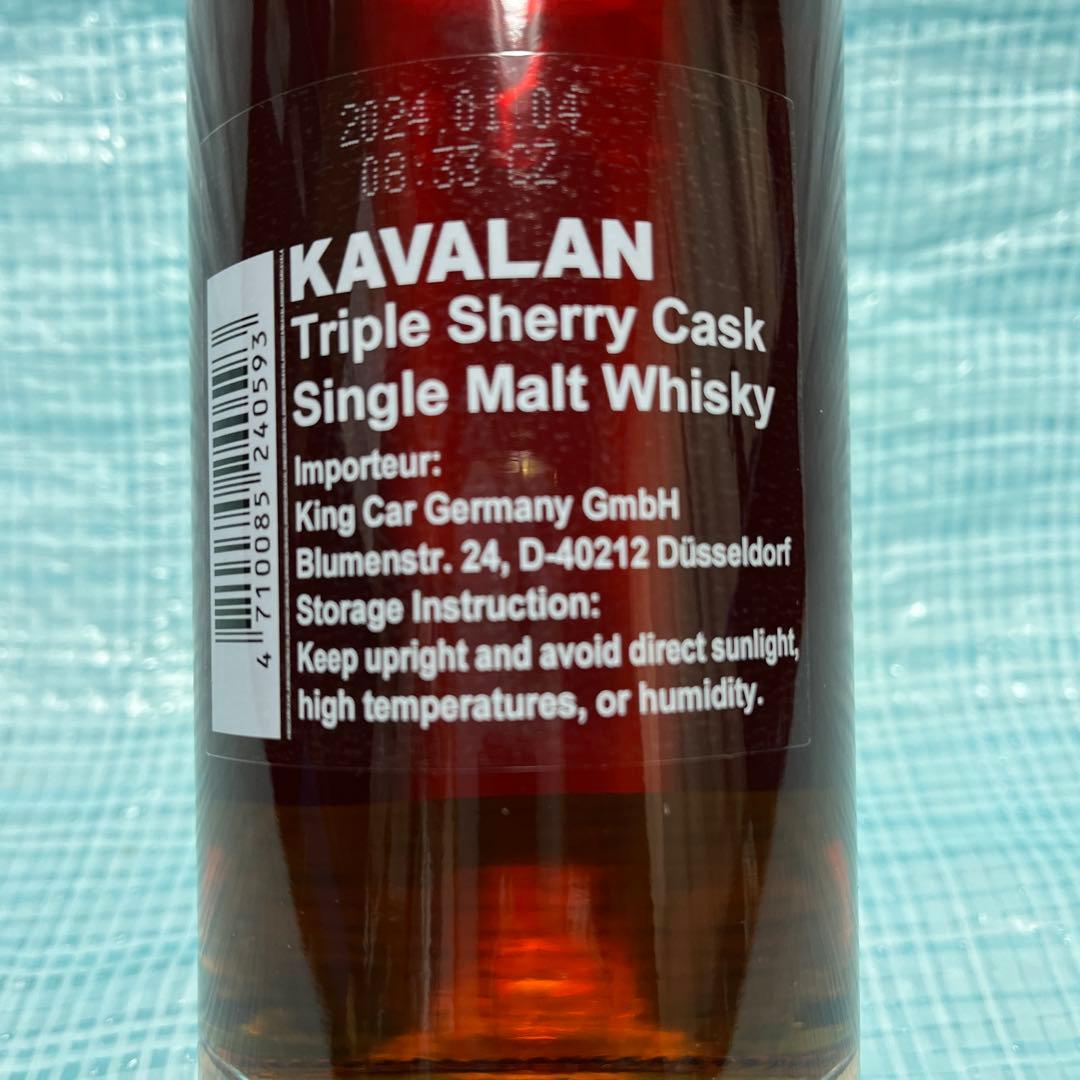 2024.01.04
08:33 CZ
KAVALAN
Triple Sherry Cask
Single Malt Whisky
Importeur:
King Car Germany GmbH
Blumenstr. 24, D-40212 Düsseldorf
Storage Instruction:
Keep upright and avoid direct sunlight,
high temperatures, or humidity.
4 710085 240593